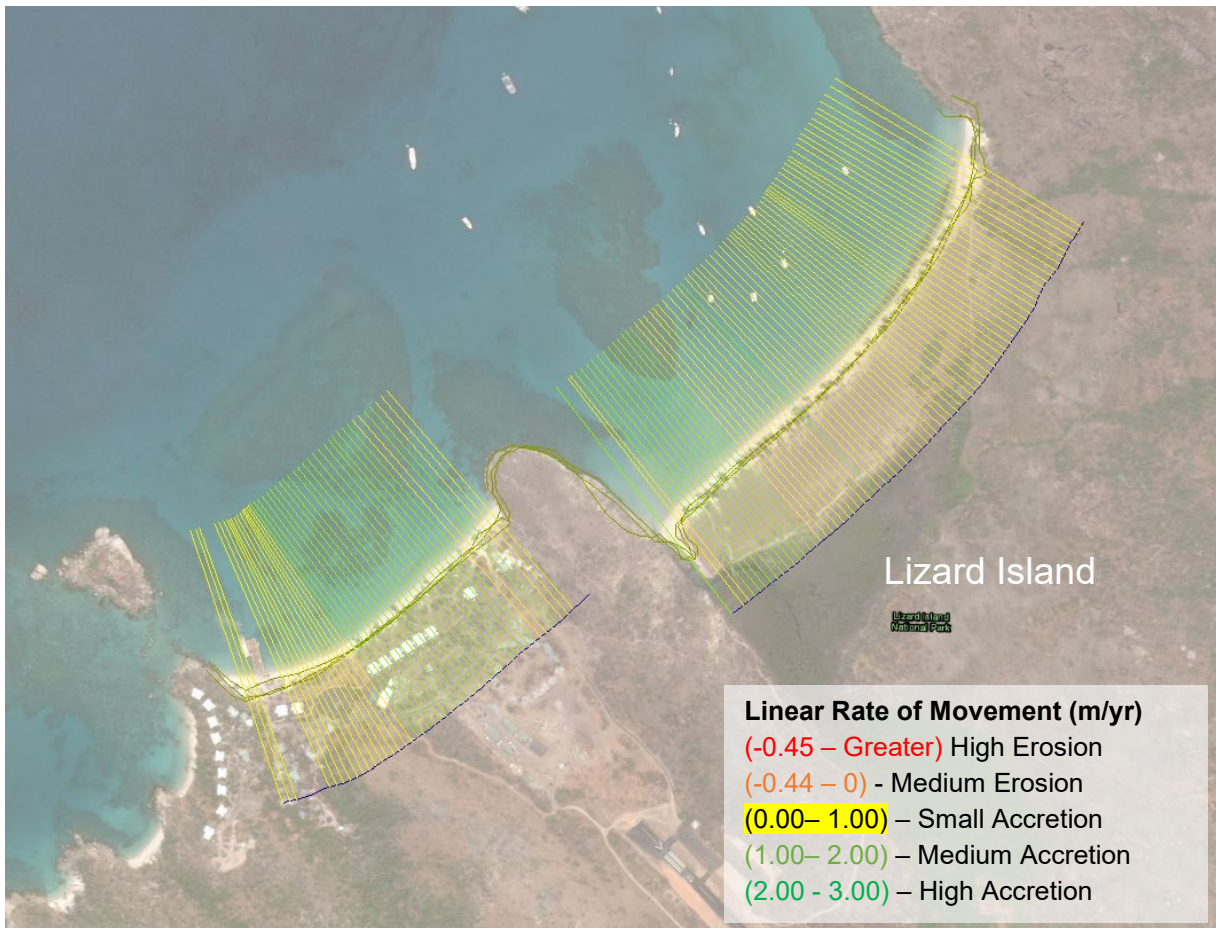 Lizard Island
Lizard Island
National Park
Linear Rate of Movement (m/yr)
(-0.45 – Greater) High Erosion
(-0.44 – 0) - Medium Erosion
(0.00– 1.00) – Small Accretion
(1.00– 2.00) – Medium Accretion
(2.00 - 3.00) – High Accretion